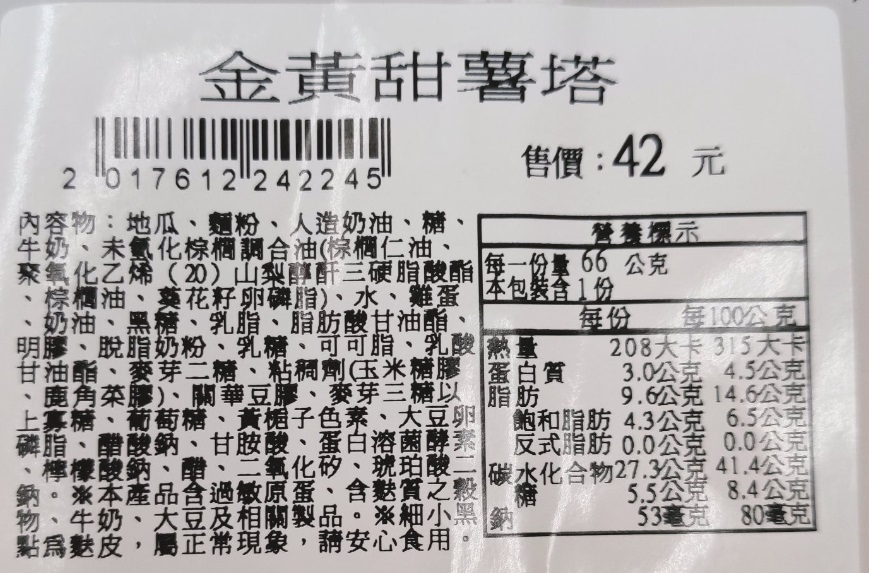 金黃甜薯塔
2 017612 242245
售價：42 元
內容物：地瓜、麵粉、人造奶油、糖、
牛奶、未氫化棕櫚調合油(棕櫚仁油、
聚氧化乙烯（20）山梨醇酐三硬脂酸酯
、棕櫚油、葵花籽卵磷脂)、水、雞蛋
、奶油、黑糖、乳脂、脂肪酸甘油酯、
明膠、脫脂奶粉、乳糖、可可脂、乳酸
甘油酯、麥芽二糖、粘稠劑(玉米糖膠
、鹿角菜膠)、關華豆膠、麥芽三糖以
上寡糖、葡萄糖、黃梔子色素、大豆卵
磷脂、醋酸鈉、甘胺酸、蛋白溶菌酵素
、檸檬酸鈉、醋、二氧化矽、琥珀酸二
鈉。※本產品含過敏原蛋、含麩質之穀
物、牛奶、大豆及相關製品。※細小黑
點為麩皮，屬正常現象，請安心食用。
營養標示
每一份量 66 公克
本包裝含 1 份
每份 每100公克
熱量 208大卡 315大卡
蛋白質 3.0公克 4.5公克
脂肪 9.6公克 14.6公克
飽和脂肪 4.3公克 6.5公克
反式脂肪 0.0公克 0.0公克
碳水化合物 27.3公克 41.4公克
糖 5.5公克 8.4公克
鈉 53毫克 80毫克